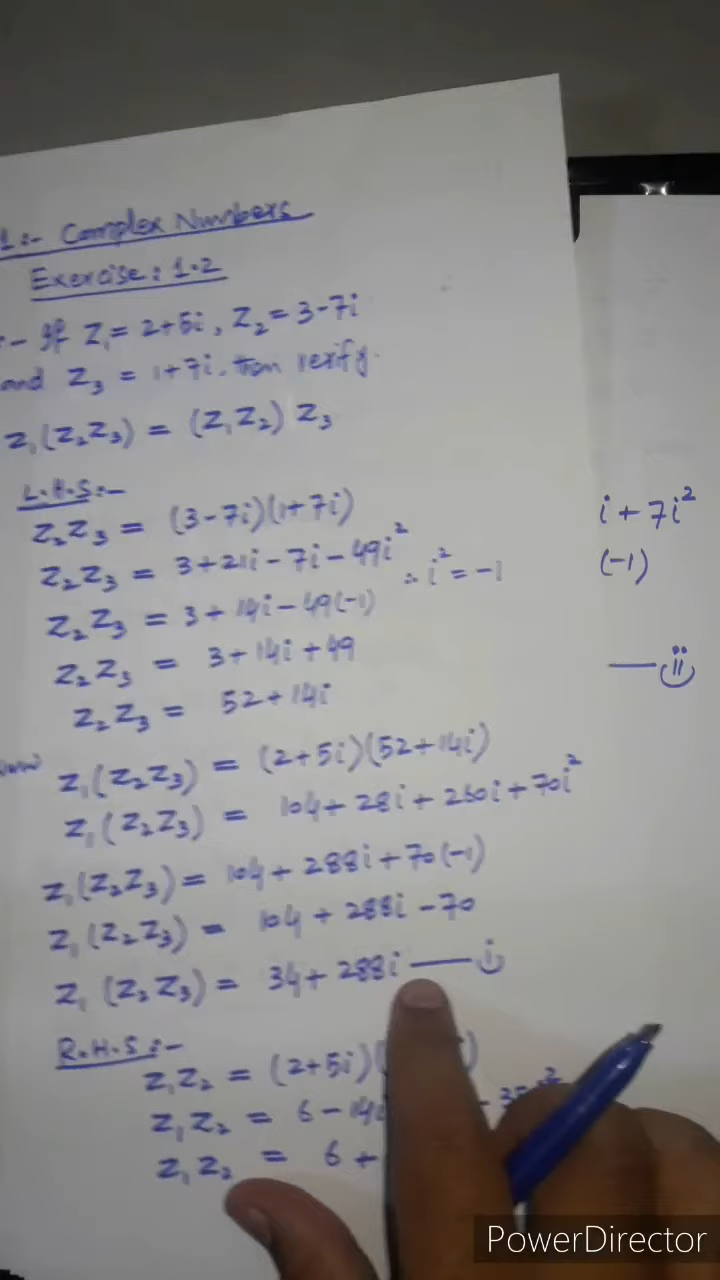 1:- Complex Numbers
Exercise: 1.2
:- If Z₁ = 2+5i, Z₂ = 3-7i
and Z₃ = 1+7i, then verify.
Z₁(Z₂Z₃) = (Z₁Z₂) Z₃
L.H.S:-
Z₂Z₃ = (3-7i)(1+7i)
Z₂Z₃ = 3+21i-7i-49i²
Z₂Z₃ = 3+14i-49(-1) ∴ i² = -1
Z₂Z₃ = 3+14i+49
Z₂Z₃ = 52+14i
Now Z₁(Z₂Z₃) = (2+5i)(52+14i)
Z₁(Z₂Z₃) = 104+28i+260i+70i²
Z₁(Z₂Z₃) = 104+288i+70(-1)
Z₁(Z₂Z₃) = 104+288i-70
Z₁(Z₂Z₃) = 34+288i — i
R.H.S:-
Z₁Z₂ = (2+5i)(
Z₁Z₂ = 6-14i
Z₁Z₂ = 6+
i+7i²
(-1)
— ii
PowerDirector